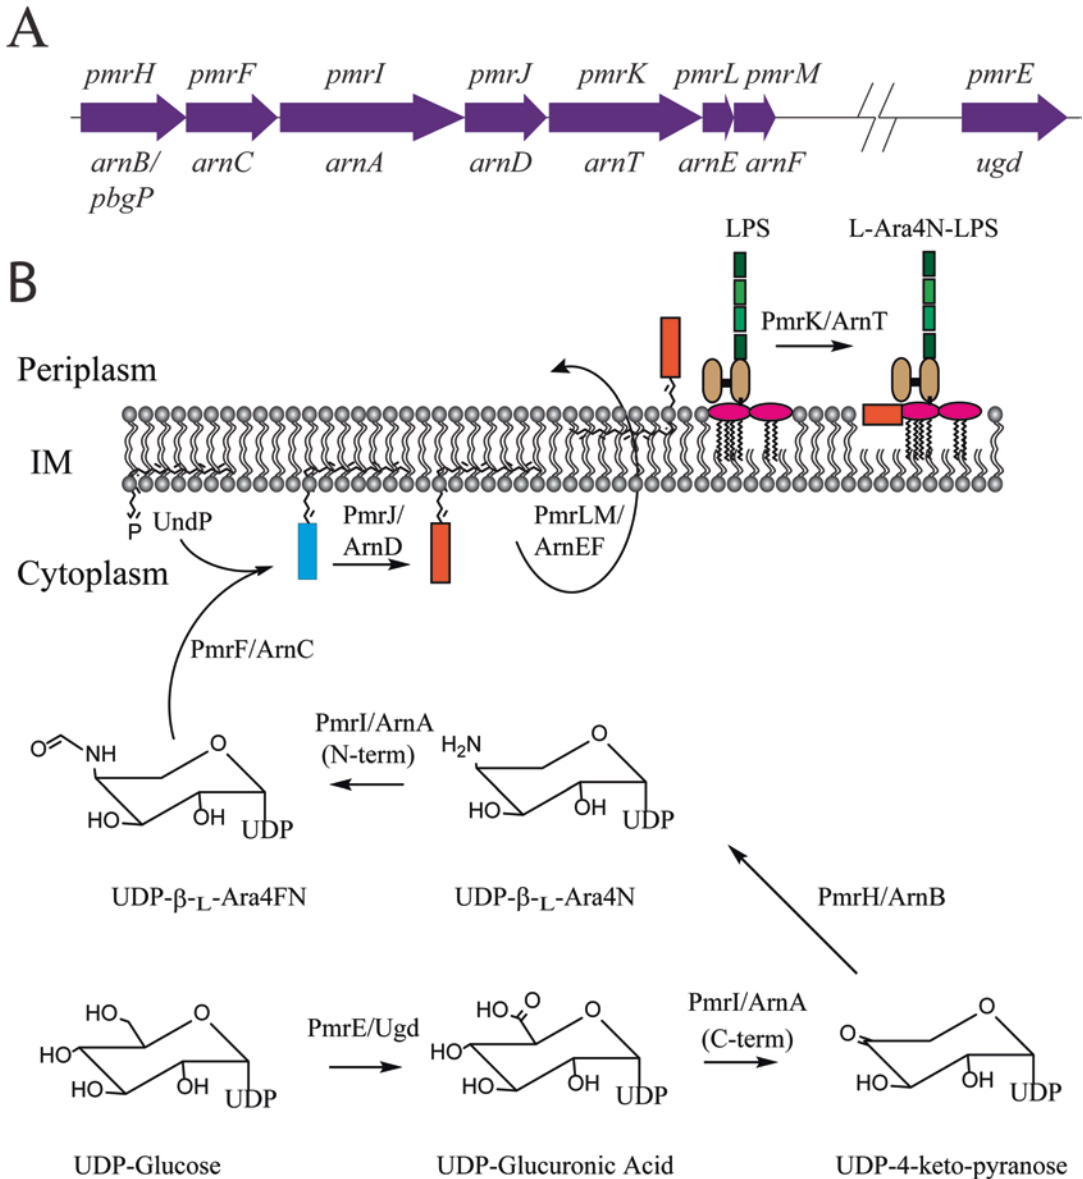 A
pmrH pmrF pmrI pmrJ pmrK pmrL pmrM pmrE
arnB/ arnC arnA arnD arnT arnE arnF ugd
pbgP
B
LPS L-Ara4N-LPS
PmrK/ArnT
Periplasm
IM
P UndP
PmrJ/
ArnD
PmrLM/
ArnEF
Cytoplasm
PmrF/ArnC
PmrI/ArnA
(N-term)
O NH O HO OH UDP
H₂N O HO OH UDP
UDP-β-L-Ara4FN UDP-β-L-Ara4N
PmrH/ArnB
HO O HO HO OH UDP
PmrE/Ugd
HO O O HO HO OH UDP
PmrI/ArnA
(C-term)
O O HO OH UDP
UDP-Glucose UDP-Glucuronic Acid UDP-4-keto-pyranose